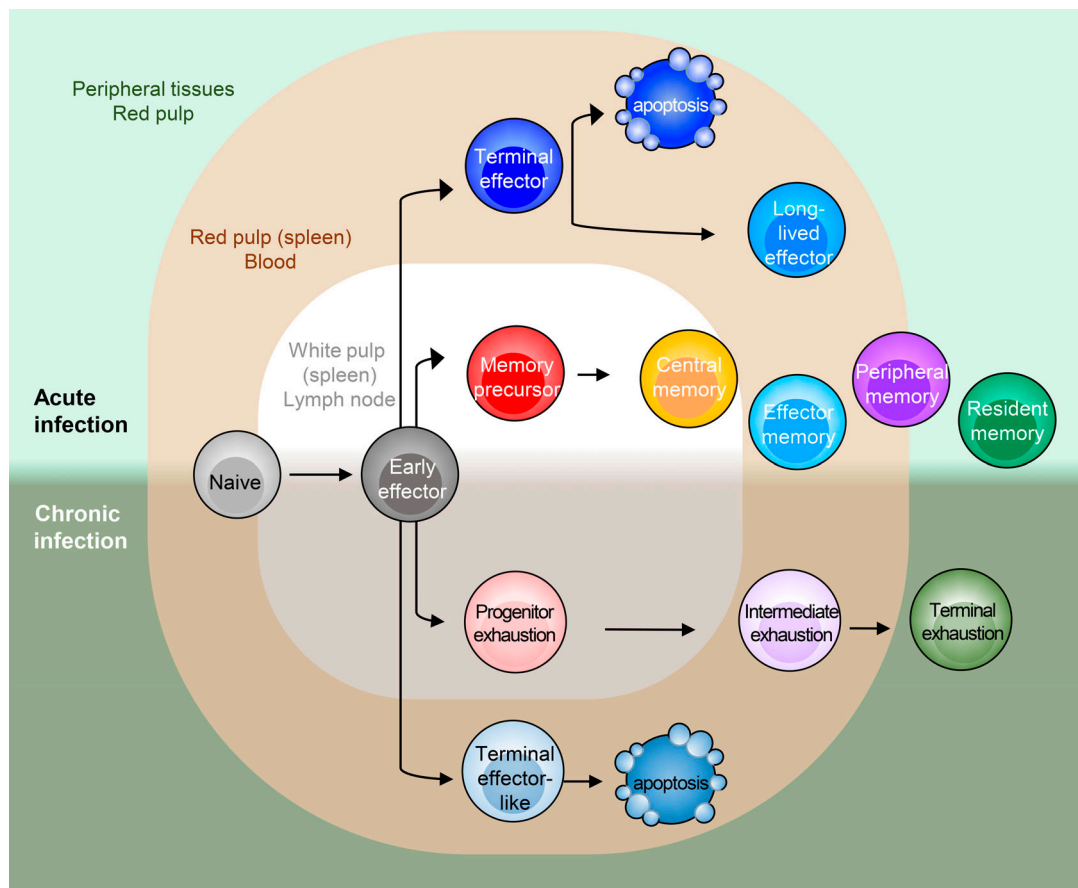 Peripheral tissues
Red pulp
apoptosis
Terminal
effector
Long-
lived
effector
Red pulp (spleen)
Blood
White pulp
(spleen)
Lymph node
Memory
precursor
Central
memory
Peripheral
memory
Effector
memory
Resident
memory
Acute
infection
Naive
Early
effector
Chronic
infection
Progenitor
exhaustion
Intermediate
exhaustion
Terminal
exhaustion
Terminal
effector-
like
apoptosis